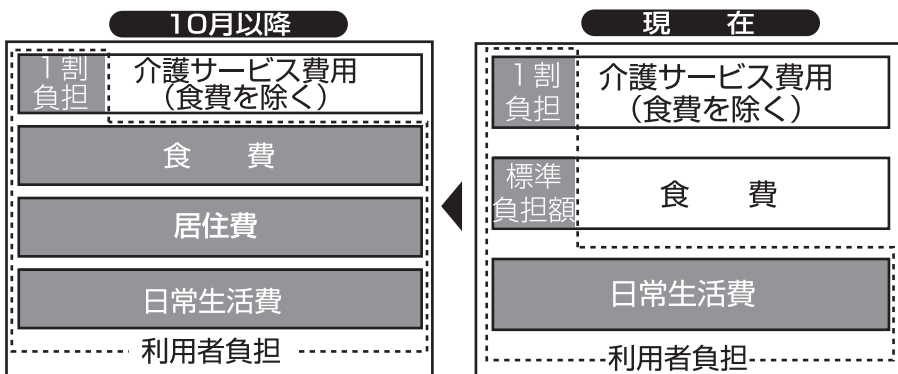 10月以降
1割
負担
介護サービス費用
（食費を除く）
食　　費
居住費
日常生活費
利用者負担
現　　在
1割
負担
介護サービス費用
（食費を除く）
標準
負担額
食　　費
日常生活費
利用者負担